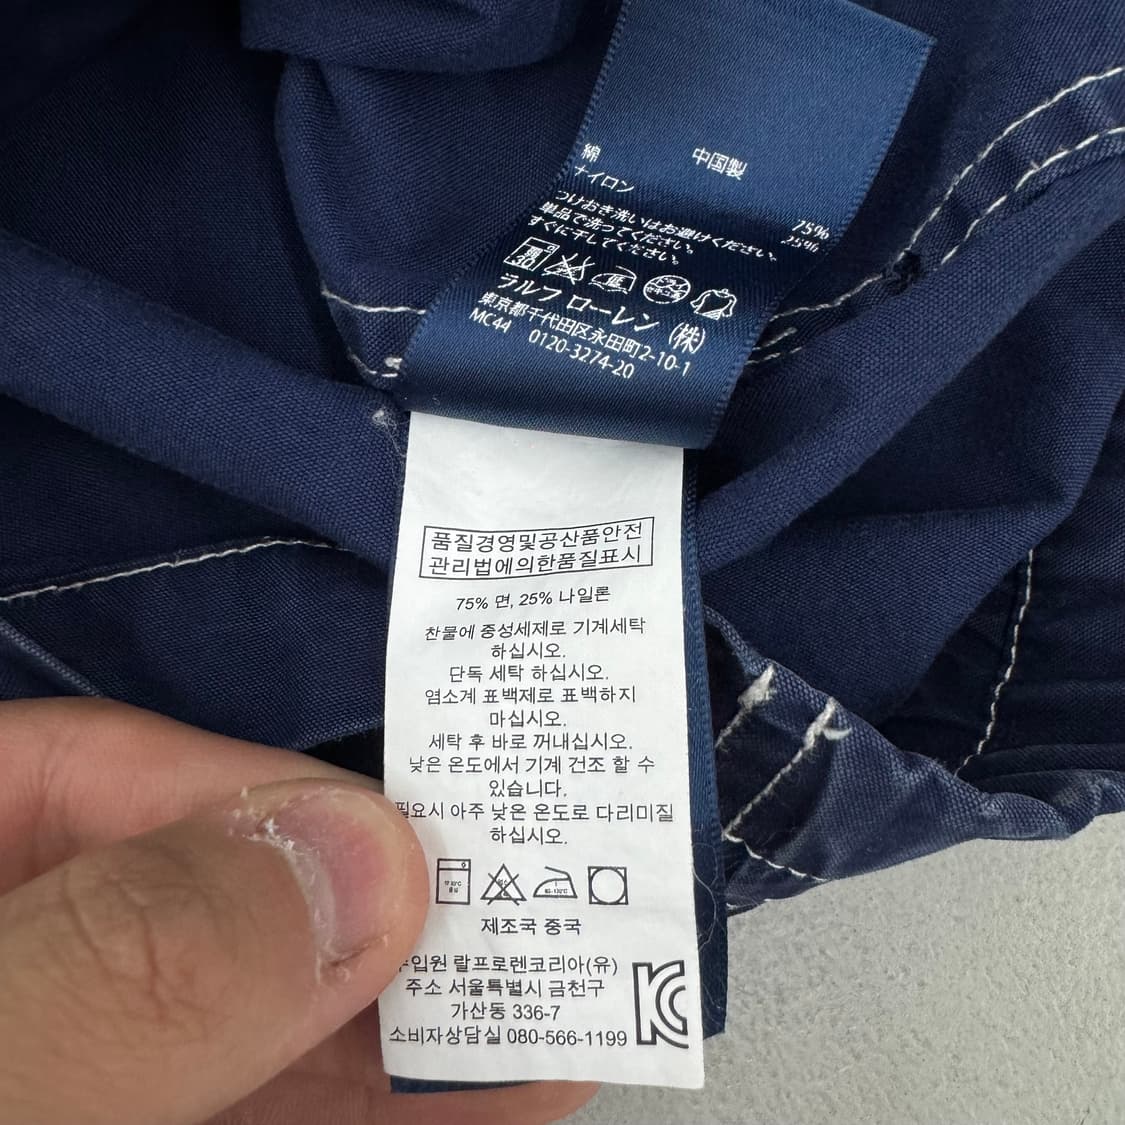 中国製
綿 75%
ナイロン 25%
つけおき洗いはお避けください。
単品で洗ってください。
すぐに干してください。
ラルフ ローレン (株)
東京都千代田区永田町2-10-1
MC44 0120-3274-20
품질경영및공산품안전
관리법에의한품질표시
75% 면, 25% 나일론
찬물에 중성세제로 기계세탁
하십시오.
단독 세탁 하십시오.
염소계 표백제로 표백하지
마십시오.
세탁 후 바로 꺼내십시오.
낮은 온도에서 기계 건조 할 수
있습니다.
필요시 아주 낮은 온도로 다리미질
하십시오.
제조국 중국
수입원 랄프로렌코리아(유)
주소 서울특별시 금천구
가산동 336-7
소비자상담실 080-566-1199